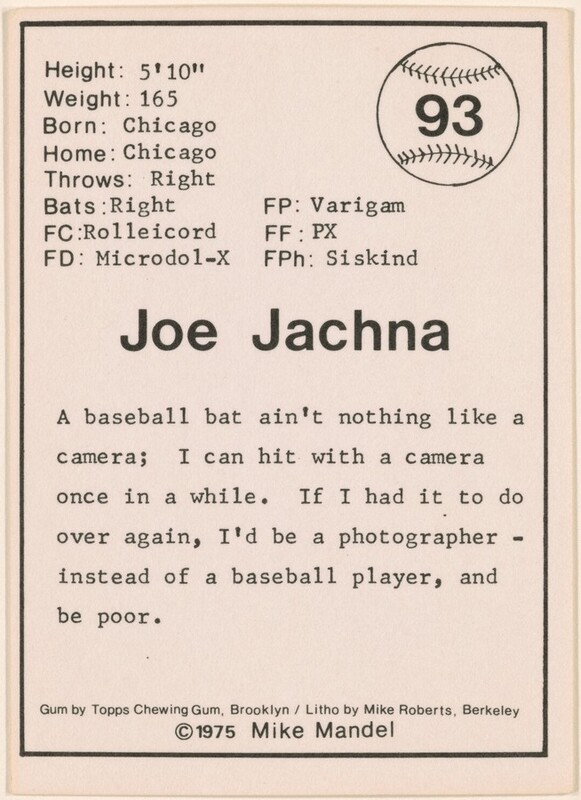 Height: 5'10"
93
Weight: 165
Born: Chicago
Home: Chicago
Throws: Right
Bats: Right FP: Varigam
FC: Rolleicord FF: PX
FD: Microdol-X FPh: Siskind
Joe Jachna
A baseball bat ain't nothing like a
camera; I can hit with a camera
once in a while. If I had it to do
over again, I'd be a photographer -
instead of a baseball player, and
be poor.
Gum by Topps Chewing Gum, Brooklyn / Litho by Mike Roberts, Berkeley
©1975 Mike Mandel